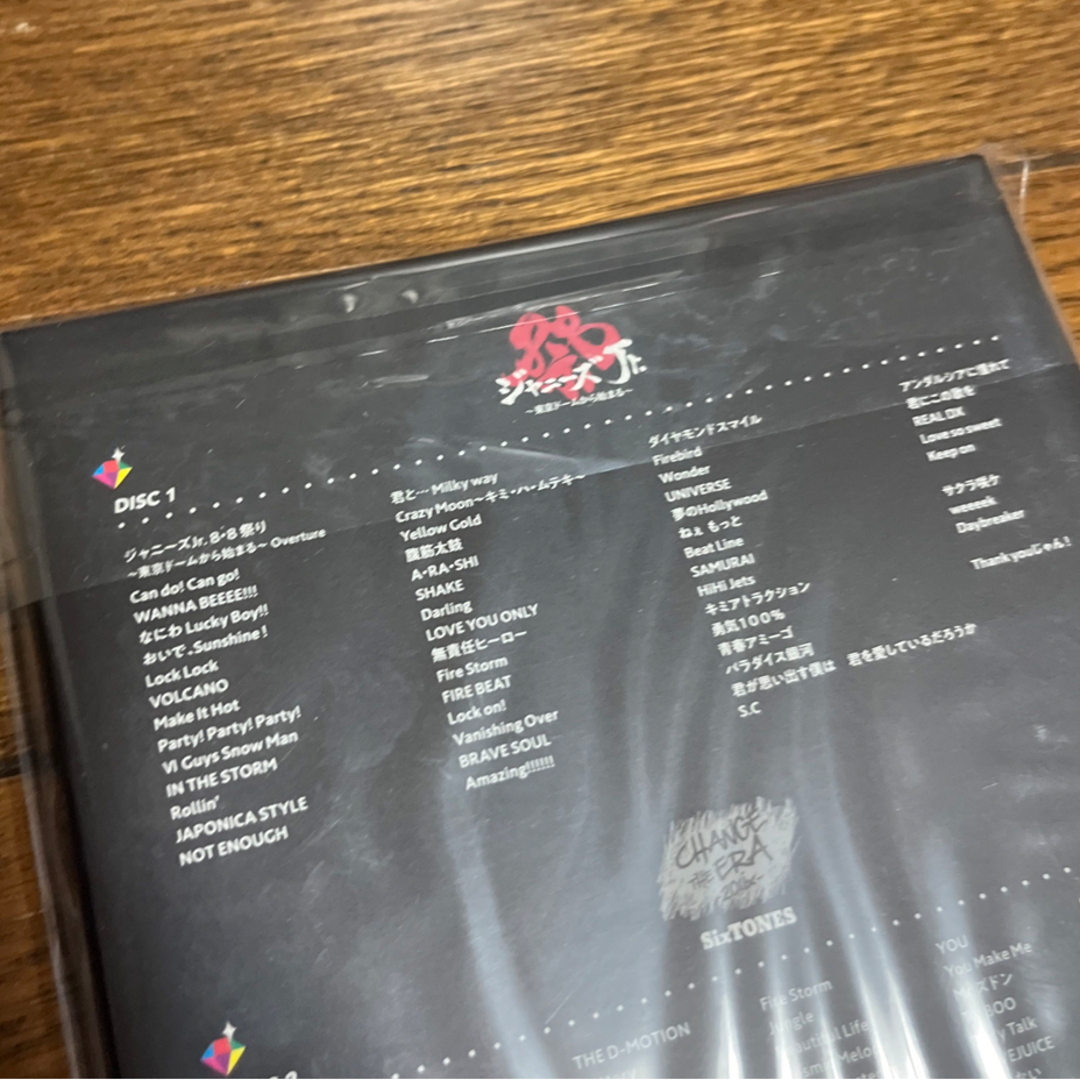 ジャニーズJr.
~東京ドームから始まる~
DISC 1
ジャニーズJr. 8・8 祭り
~東京ドームから始まる~ Overture
Can do! Can go!
WANNA BEEEE!!!
なにわ Lucky Boy!!
おいで、Sunshine!
Lock Lock
VOLCANO
Make It Hot
Party! Party! Party!
VI Guys Snow Man
IN THE STORM
Rollin'
JAPONICA STYLE
NOT ENOUGH
君と… Milky way
Crazy Moon~キミ・ハ・ムテキ~
Yellow Gold
腹筋太鼓
A・RA・SHI
SHAKE
Darling
LOVE YOU ONLY
無責任ヒーロー
Fire Storm
FIRE BEAT
Lock on!
Vanishing Over
BRAVE SOUL
Amazing!!!!!!
ダイヤモンドスマイル
Firebird
Wonder
UNIVERSE
夢のHollywood
ねぇ もっと
Beat Line
SAMURAI
HiHi Jets
キミアトラクション
勇気100%
青春アミーゴ
パラダイス銀河
君が思い出す僕は 君を愛しているだろうか
S.C
アンダルシアに憧れて
君にこの歌を
REAL DX
Love so sweet
Keep on
サクラ咲ケ
weeeek
Daybreaker
Thank youじゃん!
CHANGE
THE ERA
SixTONES
THE D-MOTION
Fire Storm
Jungle
YOU
You Make Me